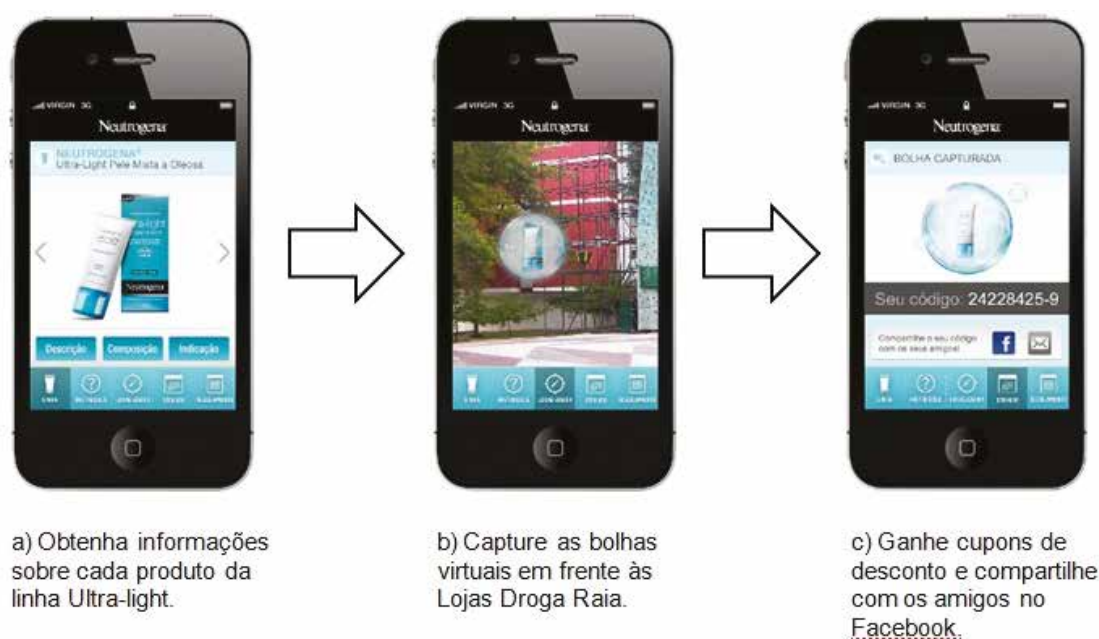 VIRGIN 3G
Neutrogena
NEUTROGENA®
Ultra-Light Pele Mista a Oleosa
Neutrogena
Descrição Composição Indicação
VIRGIN 3G
Neutrogena
VIRGIN 3G
Neutrogena
BOLHA CAPTURADA
Seu código: 24228425-9
Compartilhe o seu código
com os seus amigos!
a) Obtenha informações
sobre cada produto da
linha Ultra-light.
b) Capture as bolhas
virtuais em frente às
Lojas Droga Raia.
c) Ganhe cupons de
desconto e compartilhe
com os amigos no
Facebook.